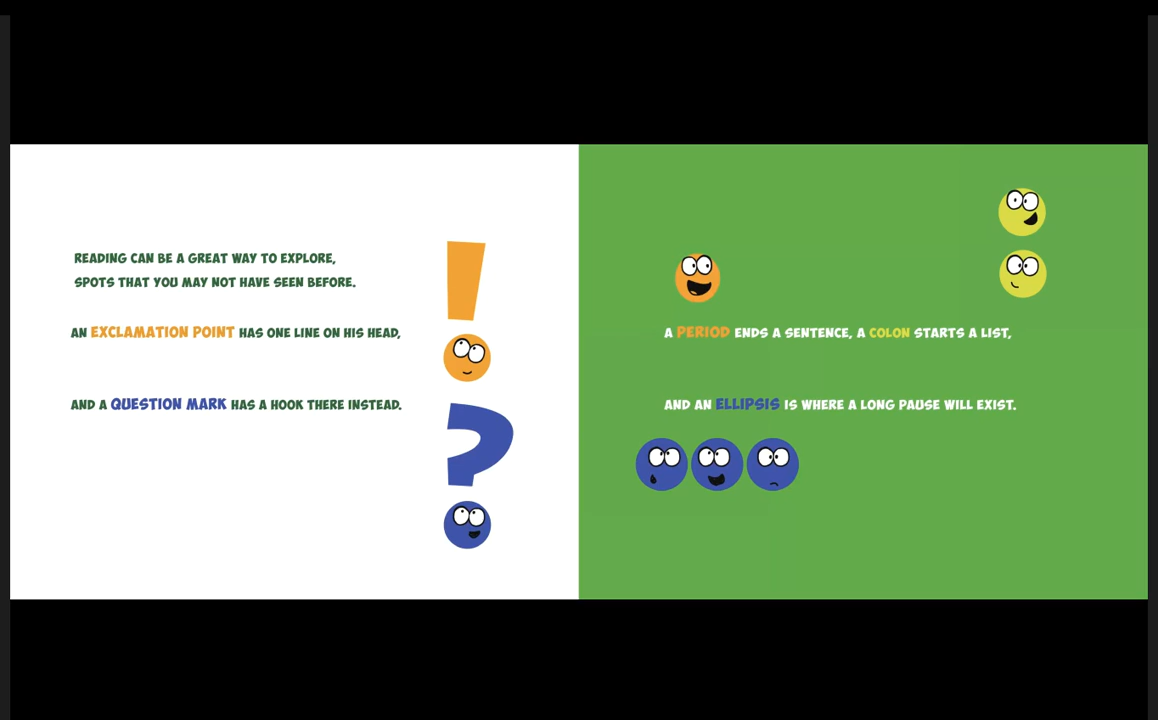 READING CAN BE A GREAT WAY TO EXPLORE,
SPOTS THAT YOU MAY NOT HAVE SEEN BEFORE.
AN EXCLAMATION POINT HAS ONE LINE ON HIS HEAD,
AND A QUESTION MARK HAS A HOOK THERE INSTEAD.
A PERIOD ENDS A SENTENCE, A COLON STARTS A LIST,
AND AN ELLIPSIS IS WHERE A LONG PAUSE WILL EXIST.